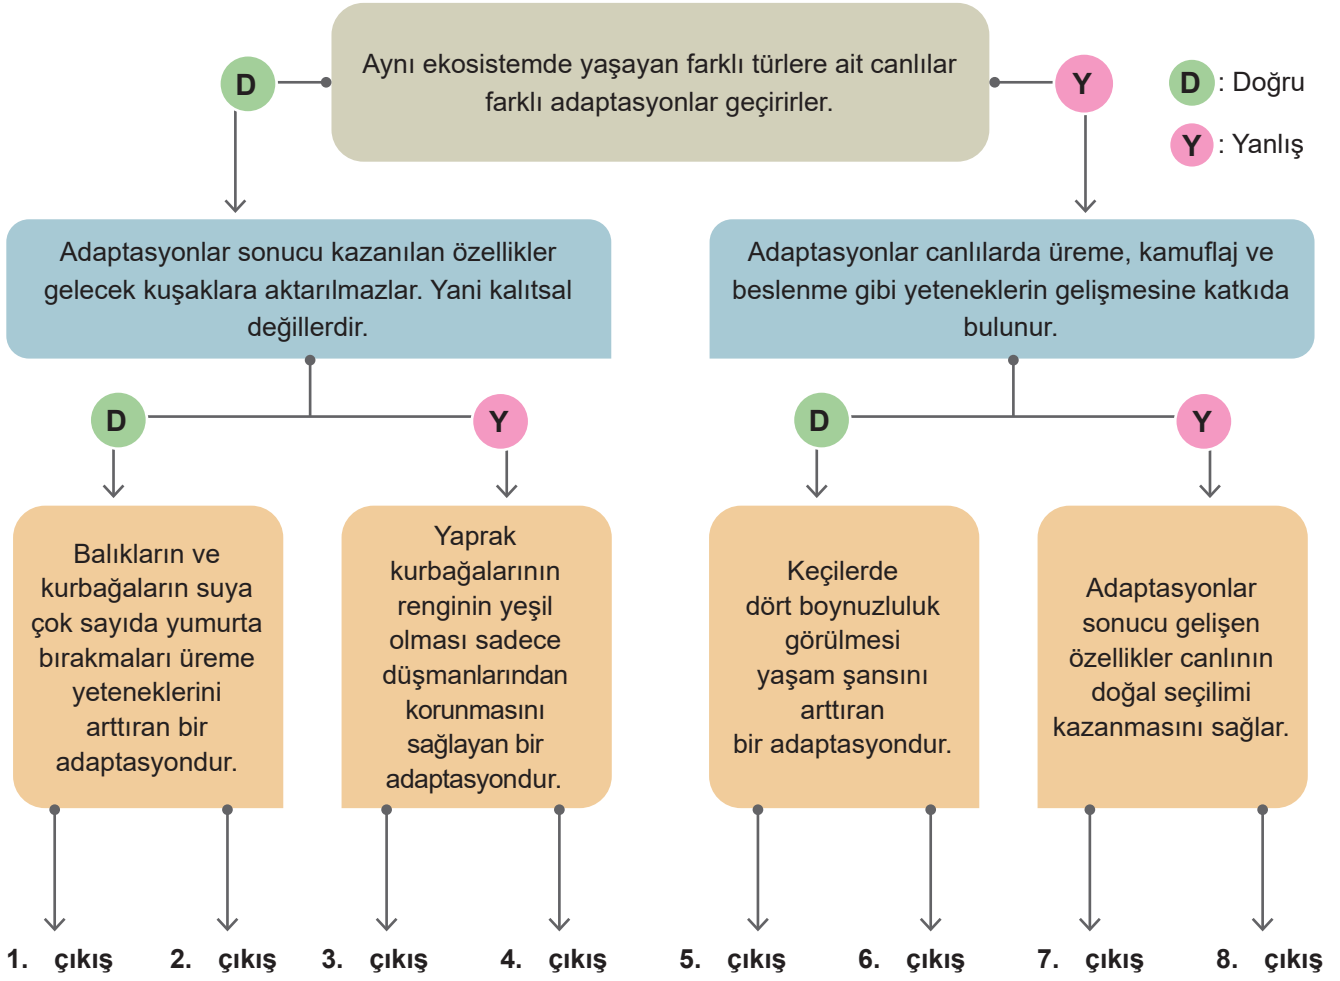 Aynı ekosistemde yaşayan farklı türlere ait canlılar
farklı adaptasyonlar geçirirler.
D
Y
D : Doğru
Y : Yanlış
Adaptasyonlar sonucu kazanılan özellikler
gelecek kuşaklara aktarılmazlar. Yani kalıtsal
değillerdir.
Adaptasyonlar canlılarda üreme, kamuflaj ve
beslenme gibi yeteneklerin gelişmesine katkıda
bulunur.
D
Y
D
Y
Balıkların ve
kurbağaların suya
çok sayıda yumurta
bırakmaları üreme
yeteneklerini
arttıran bir
adaptasyondur.
Yaprak
kurbağalarının
renginin yeşil
olması sadece
düşmanlarından
korunmasını
sağlayan bir
adaptasyondur.
Keçilerde
dört boynuzluluk
görülmesi
yaşam şansını
arttıran
bir adaptasyondur.
Adaptasyonlar
sonucu gelişen
özellikler canlının
doğal seçilimi
kazanmasını sağlar.
1. çıkış
2. çıkış
3. çıkış
4. çıkış
5. çıkış
6. çıkış
7. çıkış
8. çıkış